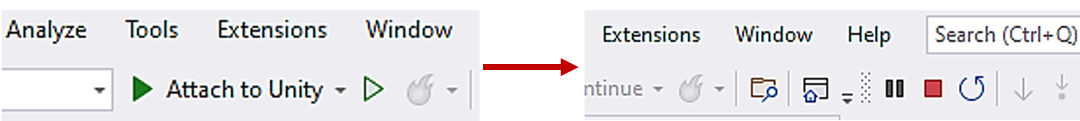 Analyze Tools Extensions Window
Attach to Unity
Extensions Window Help Search (Ctrl+Q)
ntinue